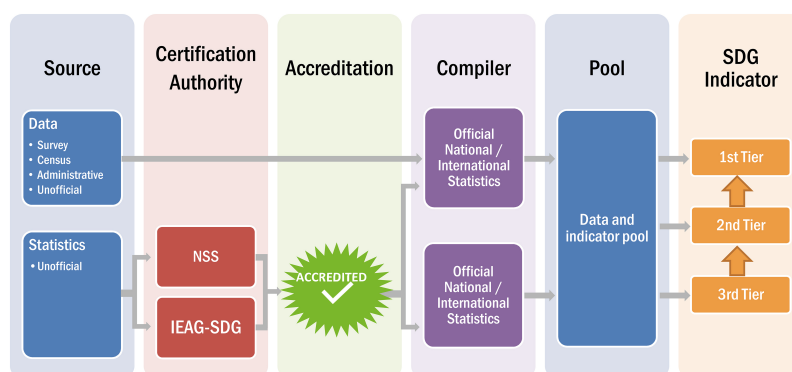 Source
Certification
Authority
Accreditation
Compiler
Pool
SDG
Indicator
Data
• Survey
• Census
• Administrative
• Unofficial
Statistics
• Unofficial
NSS
IEAG-SDG
ACCREDITED
Official
National /
International
Statistics
Official
National /
International
Statistics
Data and
indicator pool
1st Tier
2nd Tier
3rd Tier